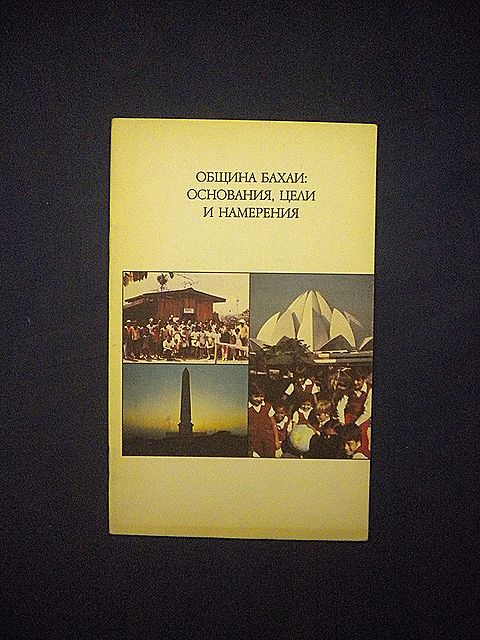 ОБЩИНА БАХАИ:
ОСНОВАНИЯ, ЦЕЛИ
И НАМЕРЕНИЯ